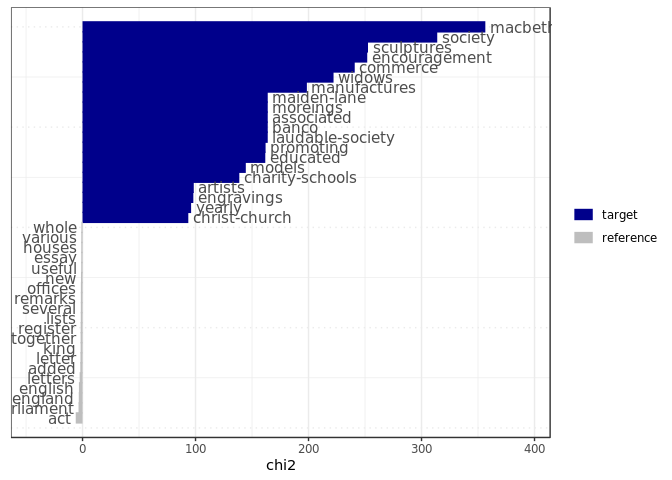 macbeth
society
sculptures
encouragement
commerce
widows
manufactures
maiden-lane
moreings
associated
banco
laudable-society
promoting
educated
models
charity-schools
artists
engravings
yearly
christ-church
whole
various
houses
essay
useful
new
offices
remarks
several
lists
register
together
king
letter
added
letters
english
england
rliament
act
target
reference
0 100 200 300 400
chi2